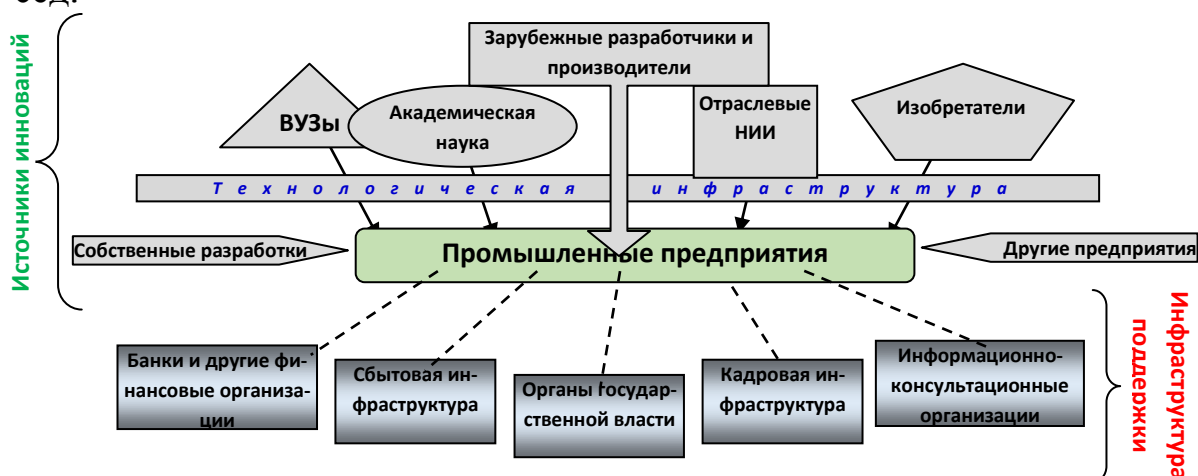 Зарубежные разработчики и
производители
ВУЗы
Академическая
наука
Отраслевые
НИИ
Изобретатели
Источники инноваций
Технологическая инфраструктура
Собственные разработки
Промышленные предприятия
Другие предприятия
Банки и другие фи-
нансовые организа-
ции
Сбытовая ин-
фраструктура
Органы государ-
ственной власти
Кадровая ин-
фраструктура
Информационно-
консультационные
организации
Инфраструктура
поддержки